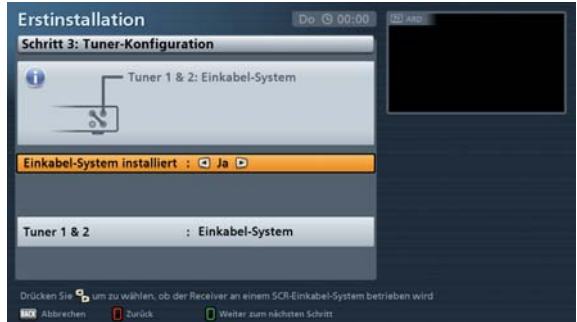 Erstinstallation
Do 00:00
ARD
Schritt 3: Tuner-Konfiguration
Tuner 1 & 2: Einkabel-System
Einkabel-System installiert : Ja
Tuner 1 & 2 : Einkabel-System
Drücken Sie um zu wählen, ob der Receiver an einem SCR-Einkabel-System betrieben wird
BACK Abbrechen Zurück Weiter zum nächsten Schritt